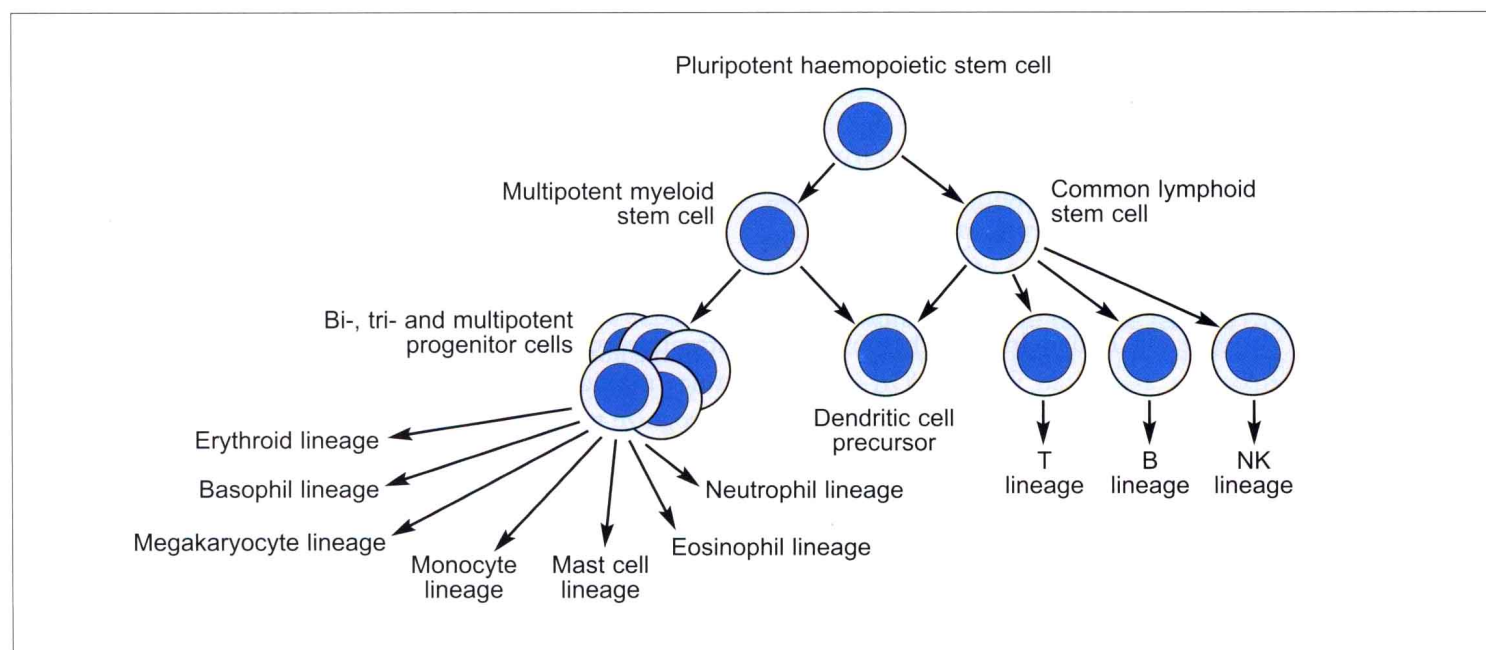 Pluripotent haemopoietic stem cell
Multipotent myeloid
stem cell
Common lymphoid
stem cell
Bi-, tri- and multipotent
progenitor cells
Dendritic cell
precursor
T
lineage
B
lineage
NK
lineage
Erythroid lineage
Basophil lineage
Megakaryocyte lineage
Monocyte
lineage
Mast cell
lineage
Eosinophil lineage
Neutrophil lineage